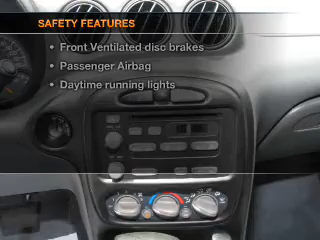 SAFETY FEATURES
• Front Ventilated disc brakes
• Passenger Airbag
• Daytime running lights